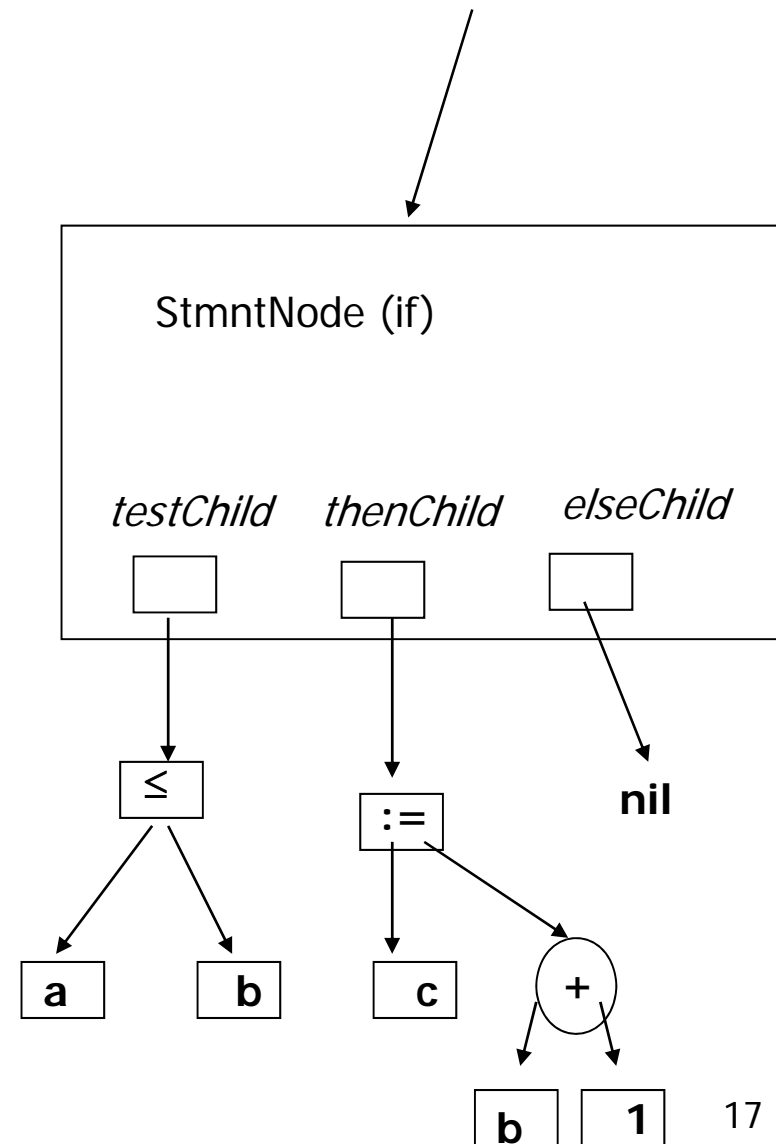 StmntNode (if)
testChild thenChild elseChild
≤ := nil
a b c +
b 1 17